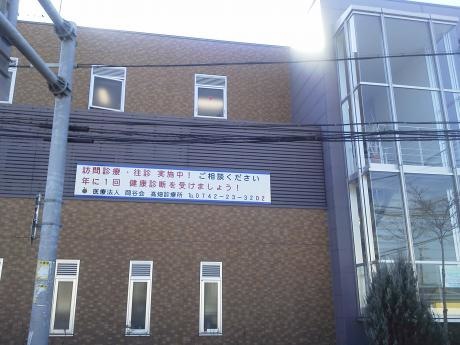 訪問診療・往診 実施中！ ご相談ください
年に１回 健康診断を受けましょう！
医療法人 岡谷会 高畑診療所 ℡０７４２－２３－３２０２